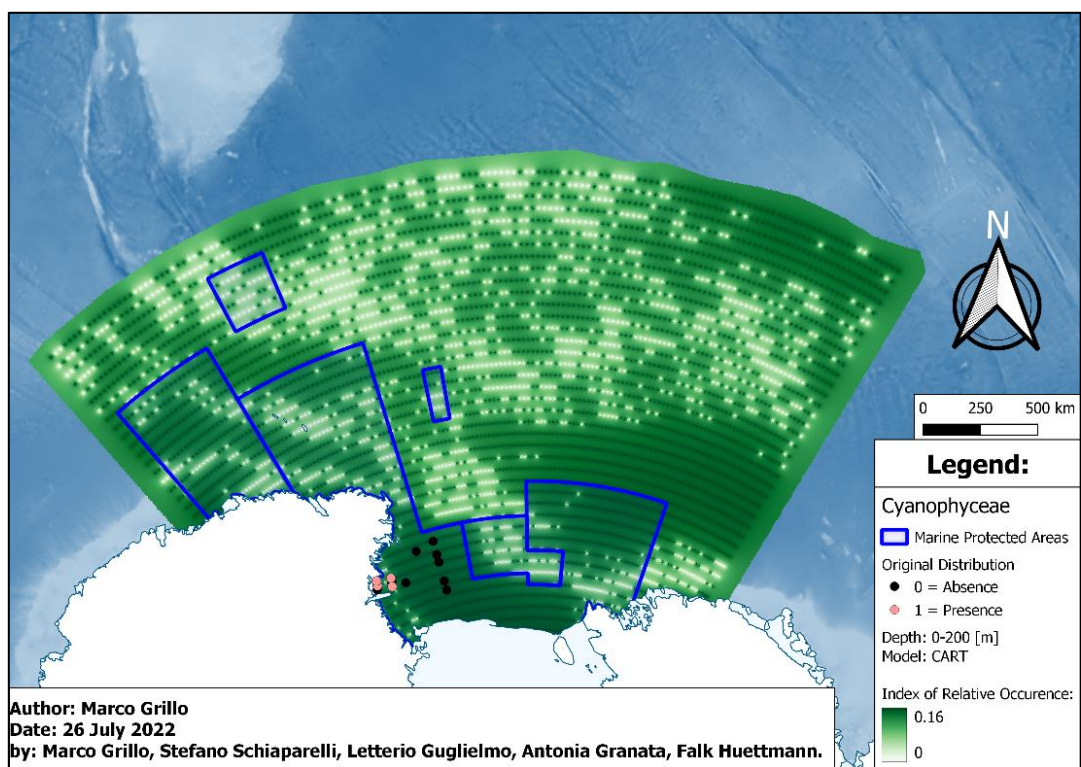 N
0 250 500 km
Legend:
Cyanophyceae
Marine Protected Areas
Original Distribution
0 = Absence
1 = Presence
Depth: 0-200 [m]
Model: CART
Index of Relative Occurence:
0.16
0
Author: Marco Grillo
Date: 26 July 2022
by: Marco Grillo, Stefano Schiaparelli, Letterio Guglielmo, Antonia Granata, Falk Huettmann.